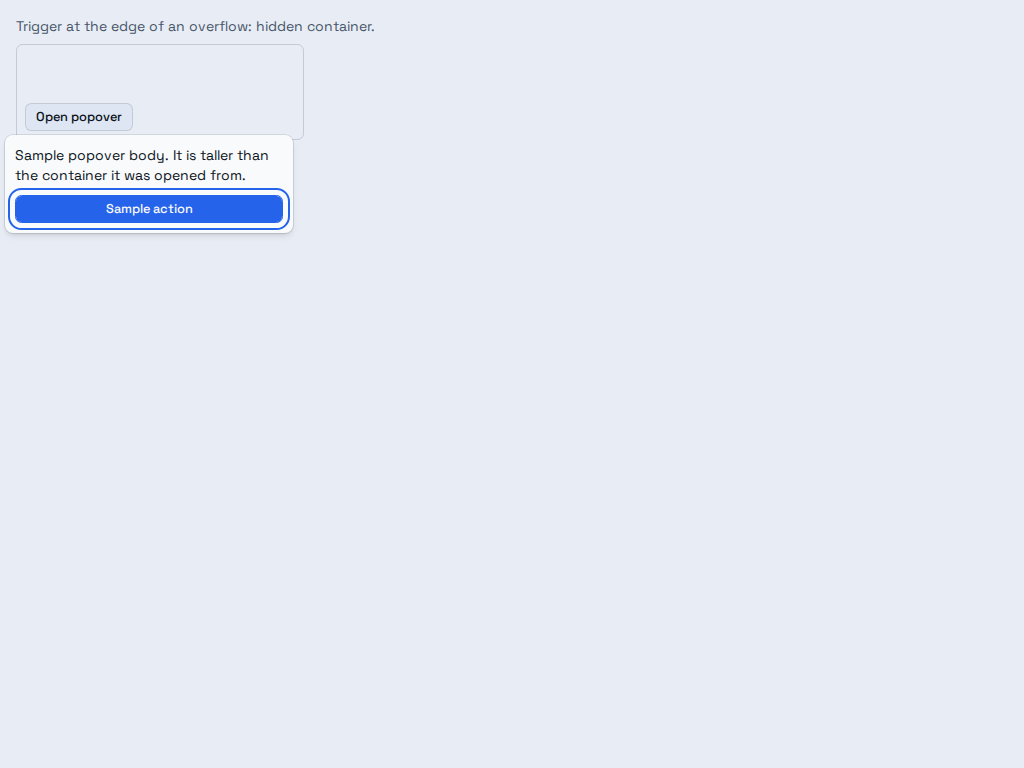 Trigger at the edge of an overflow: hidden container.
Open popover
Sample popover body. It is taller than
the container it was opened from.
Sample action